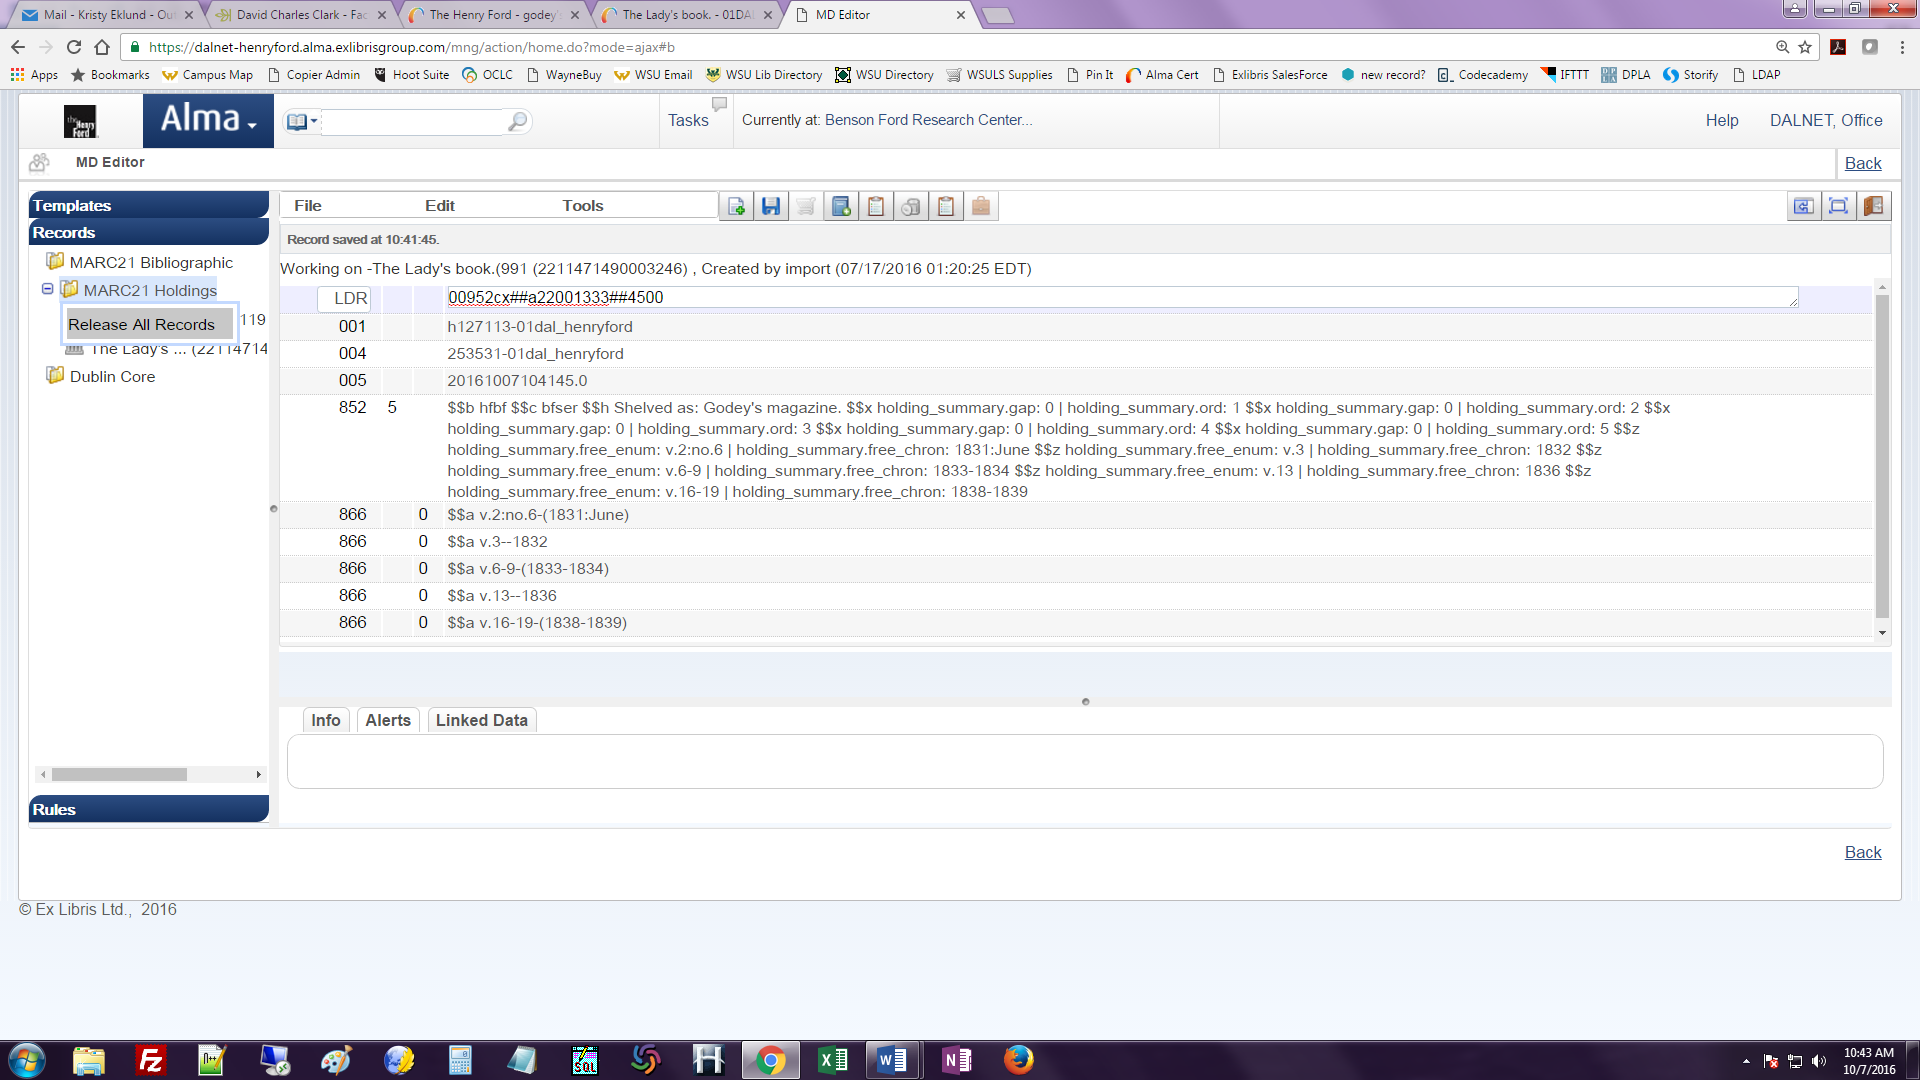 Mail - Kristy Eklund - Out
David Charles Clark - Fac
The Henry Ford - godey's
The Lady's book. - 01DAL
MD Editor
https://dalnet-henryford.alma.exlibrisgroup.com/mng/action/home.do?mode=ajax#b
Apps Bookmarks Campus Map Copier Admin Hoot Suite OCLC WayneBuy WSU Email WSU Lib Directory WSU Directory WSULS Supplies Pin It Alma Cert Exlibris SalesForce new record? Codecademy IFTTT DPLA Storify LDAP
the Henry Ford
Alma
Tasks
Currently at: Benson Ford Research Center...
Help
DALNET, Office
MD Editor
Back
Templates
Records
MARC21 Bibliographic
MARC21 Holdings
Release All Records
119
The Lady's ... (22114714
Dublin Core
Rules
File Edit Tools
Record saved at 10:41:45.
Working on -The Lady's book.(991 (2211471490003246) , Created by import (07/17/2016 01:20:25 EDT)
LDR 00952cx##a22001333##4500
001 h127113-01dal_henryford
004 253531-01dal_henryford
005 20161007104145.0
852 5 $$b hfbf $$c bfser $$h Shelved as: Godey's magazine. $$x holding_summary.gap: 0 | holding_summary.ord: 1 $$x holding_summary.gap: 0 | holding_summary.ord: 2 $$x
holding_summary.gap: 0 | holding_summary.ord: 3 $$x holding_summary.gap: 0 | holding_summary.ord: 4 $$x holding_summary.gap: 0 | holding_summary.ord: 5 $$z
holding_summary.free_enum: v.2:no.6 | holding_summary.free_chron: 1831:June $$z holding_summary.free_enum: v.3 | holding_summary.free_chron: 1832 $$z
holding_summary.free_enum: v.6-9 | holding_summary.free_chron: 1833-1834 $$z holding_summary.free_enum: v.13 | holding_summary.free_chron: 1836 $$z
holding_summary.free_enum: v.16-19 | holding_summary.free_chron: 1838-1839
866 0 $$a v.2:no.6-(1831:June)
866 0 $$a v.3--1832
866 0 $$a v.6-9-(1833-1834)
866 0 $$a v.13--1836
866 0 $$a v.16-19-(1838-1839)
Info Alerts Linked Data
Back
© Ex Libris Ltd., 2016
10:43 AM
10/7/2016